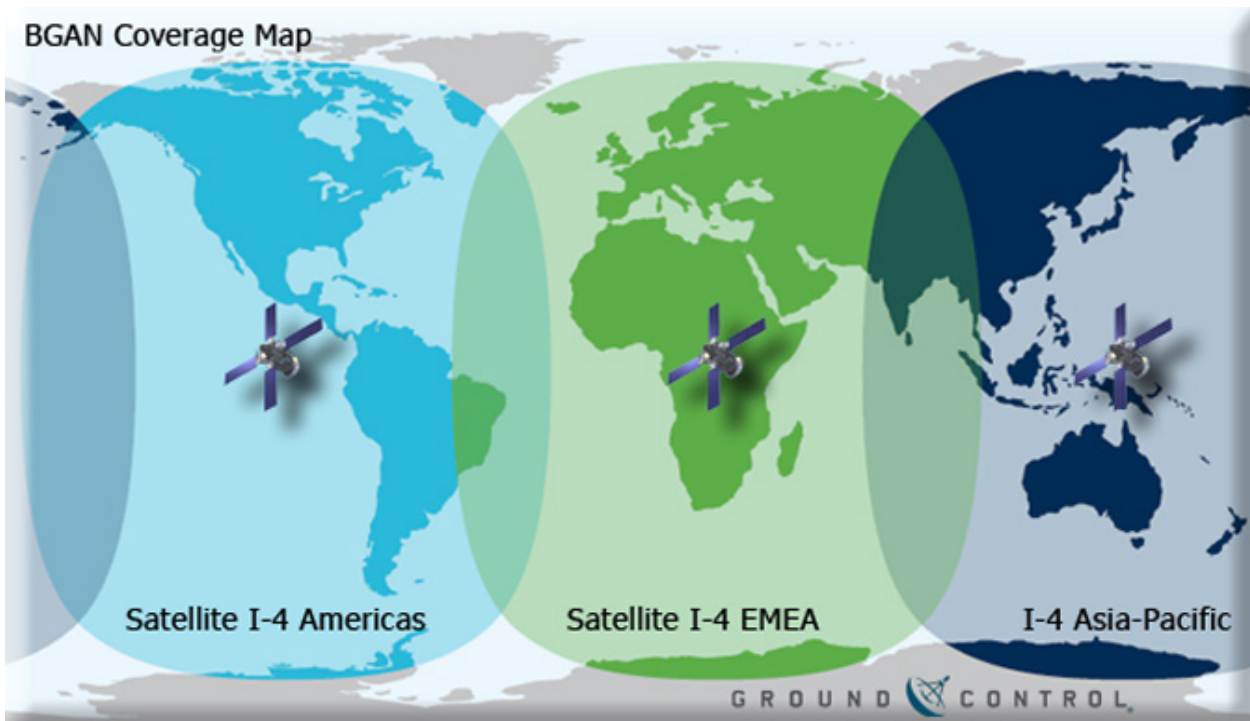 BGAN Coverage Map
Satellite I-4 Americas
Satellite I-4 EMEA
I-4 Asia-Pacific
GROUND CONTROL®